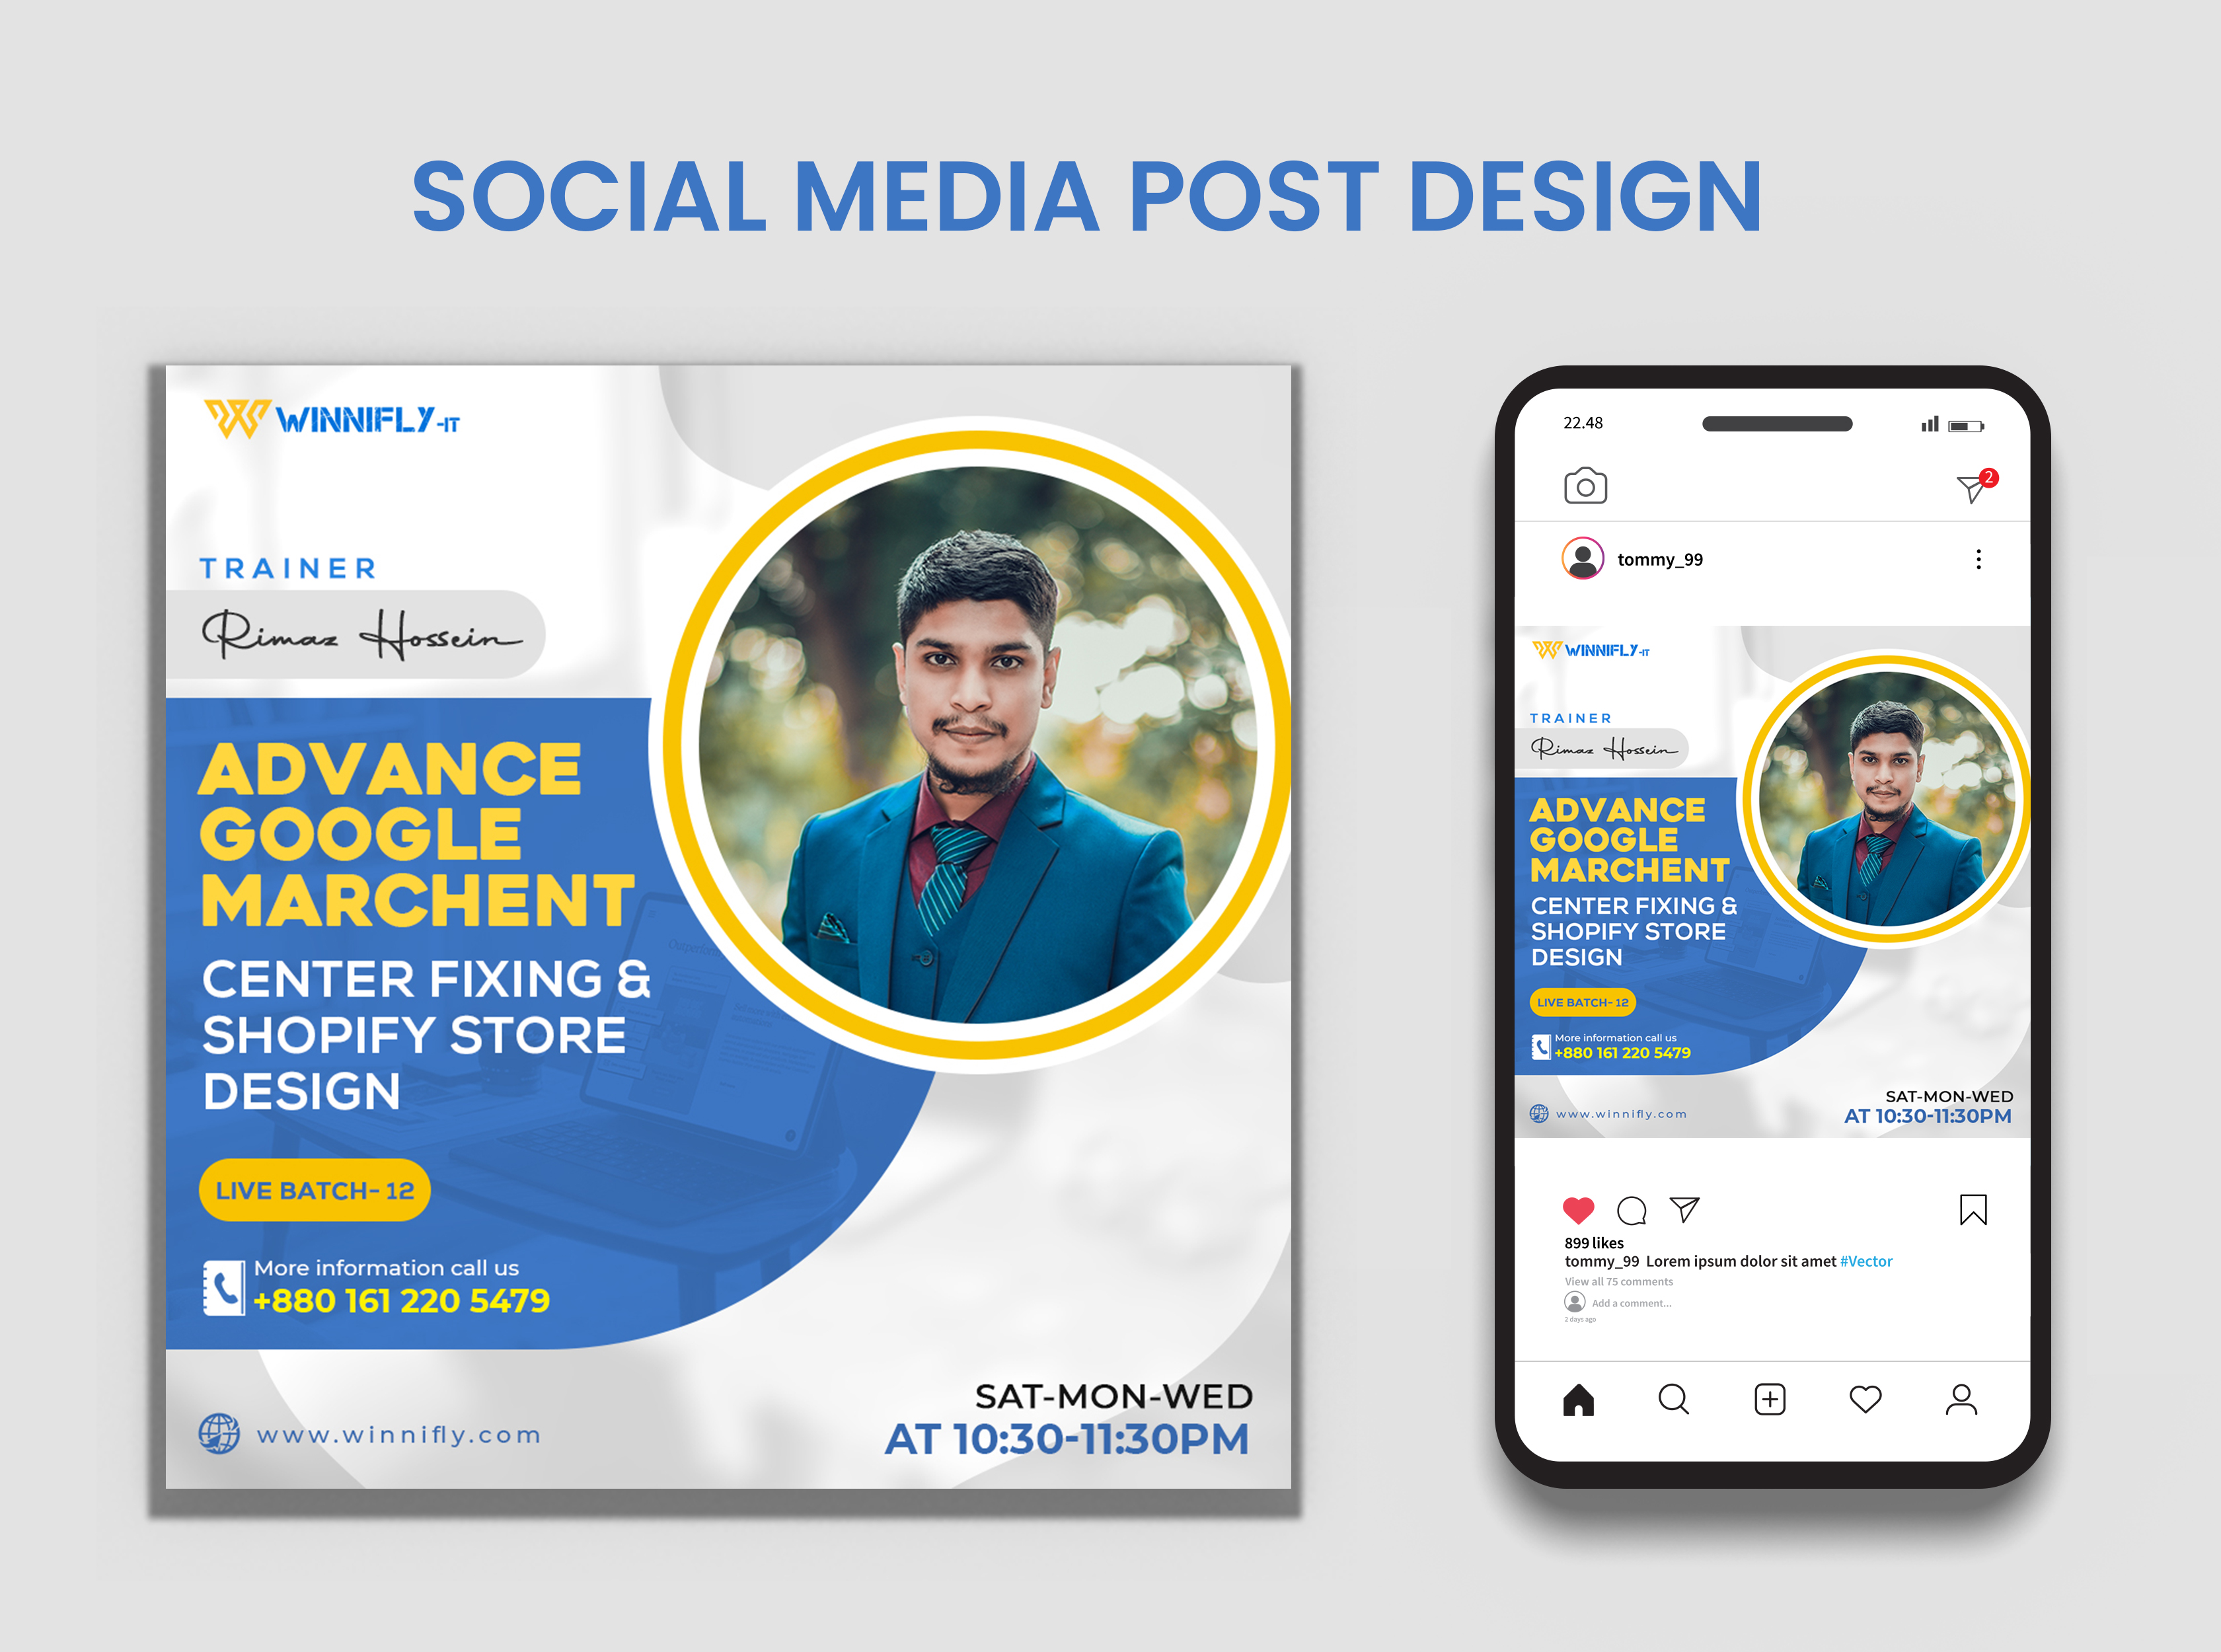 SOCIAL MEDIA POST DESIGN
WINNIFLY-IT
TRAINER
Rimaz Hossein
ADVANCE
GOOGLE
MARCHENT
CENTER FIXING &
SHOPIFY STORE
DESIGN
LIVE BATCH- 12
More information call us
+880 161 220 5479
www.winnifly.com
SAT-MON-WED
AT 10:30-11:30PM
22.48
2
tommy_99
WINNIFLY-IT
TRAINER
Rimaz Hossein
ADVANCE
GOOGLE
MARCHENT
CENTER FIXING &
SHOPIFY STORE
DESIGN
LIVE BATCH- 12
More information call us
+880 161 220 5479
www.winnifly.com
SAT-MON-WED
AT 10:30-11:30PM
899 likes
tommy_99 Lorem ipsum dolor sit amet #Vector
View all 75 comments
Add a comment...
2 days ago